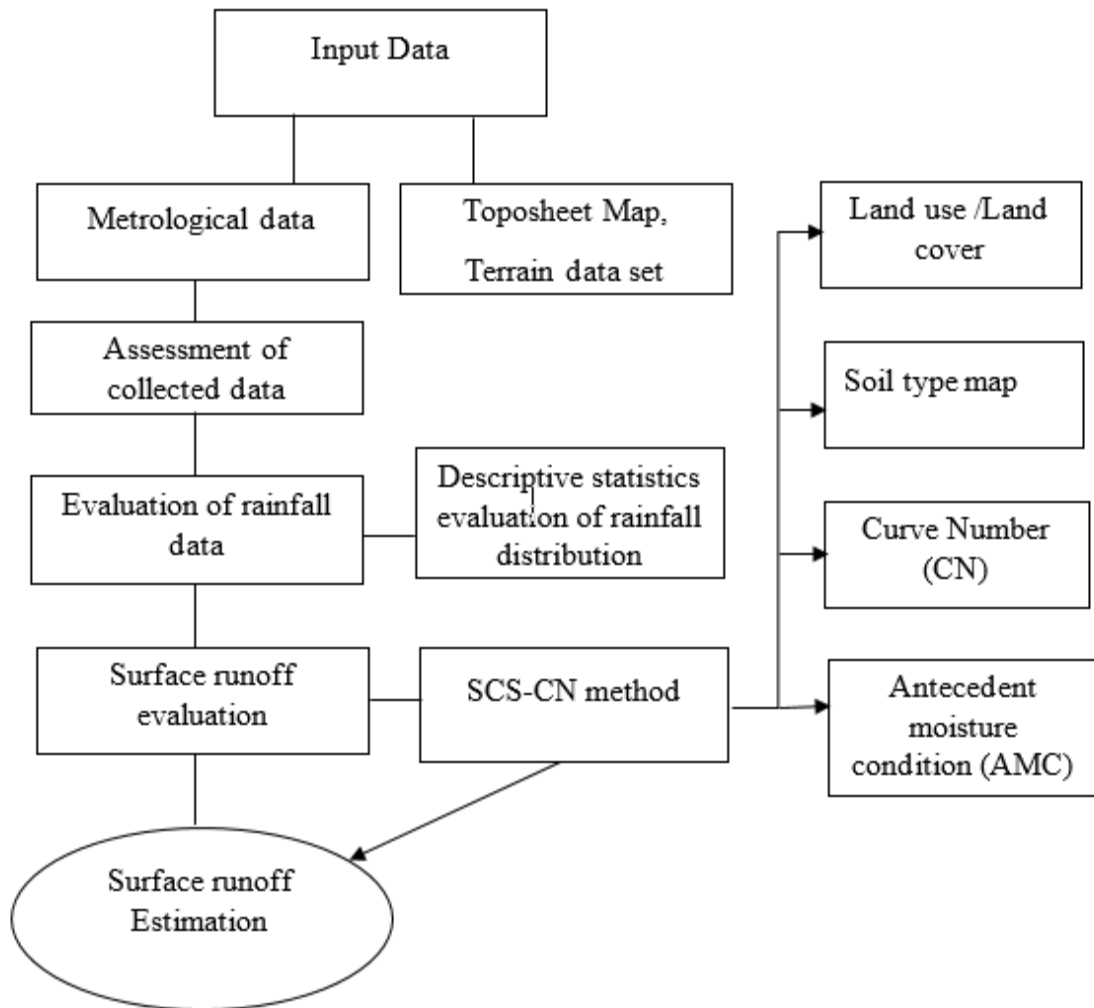 Input Data
Metrological data
Toposheet Map,
Terrain data set
Land use /Land
cover
Assessment of
collected data
Soil type map
Evaluation of rainfall
data
Descriptive statistics
evaluation of rainfall
distribution
Curve Number
(CN)
Surface runoff
evaluation
SCS-CN method
Antecedent
moisture
condition (AMC)
Surface runoff
Estimation